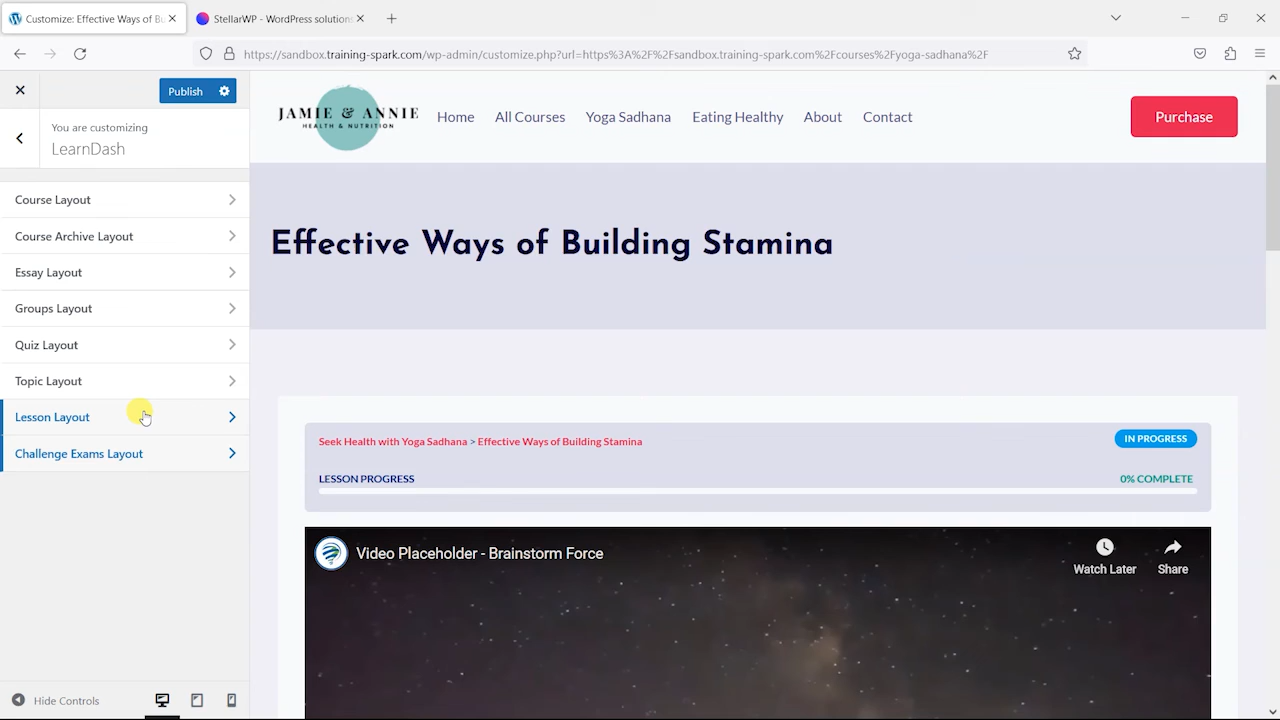 Customize: Effective Ways of Bu
StellarWP - WordPress solutions
https://sandbox.training-spark.com/wp-admin/customize.php?url=https%3A%2F%2Fsandbox.training-spark.com%2Fcourses%2Fyoga-sadhana%2F
Publish
You are customizing
LearnDash
Course Layout
Course Archive Layout
Essay Layout
Groups Layout
Quiz Layout
Topic Layout
Lesson Layout
Challenge Exams Layout
Hide Controls
JAMIE & ANNIE
HEALTH & NUTRITION
Home All Courses Yoga Sadhana Eating Healthy About Contact
Purchase
Effective Ways of Building Stamina
Seek Health with Yoga Sadhana > Effective Ways of Building Stamina
IN PROGRESS
LESSON PROGRESS 0% COMPLETE
Video Placeholder - Brainstorm Force
Watch Later Share